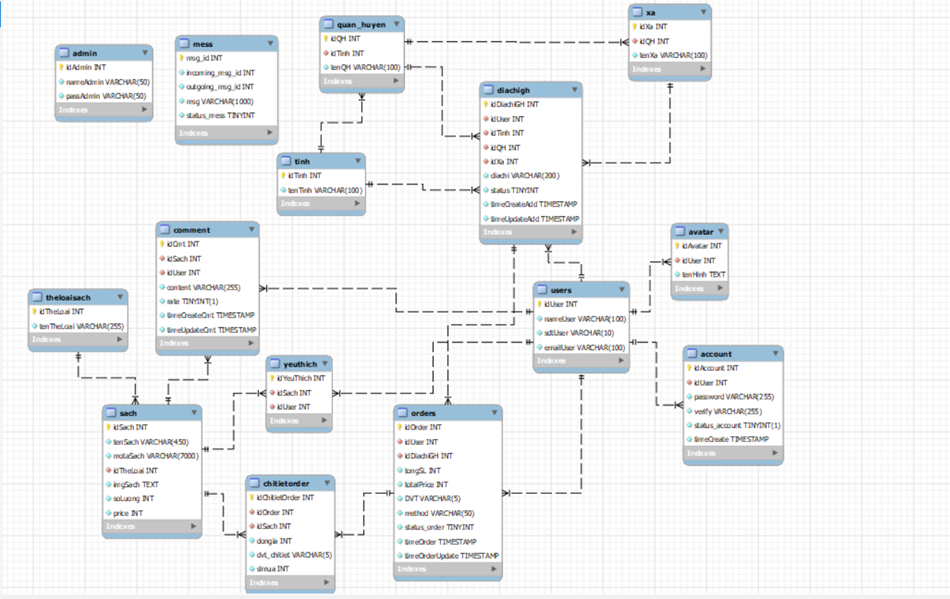 admin
idAdmin INT
nameAdmin VARCHAR(50)
passAdmin VARCHAR(50)
Indexes
mess
msg_id INT
incoming_msg_id INT
outgoing_msg_id INT
msg VARCHAR(1000)
status_mess TINYINT
Indexes
quan_huyen
idQH INT
idTinh INT
tenQH VARCHAR(100)
Indexes
xa
idXa INT
idQH INT
tenXa VARCHAR(100)
Indexes
tinh
idTinh INT
tenTinh VARCHAR(100)
Indexes
diachigh
idDiachiGH INT
idUser INT
idTinh INT
idQH INT
idXa INT
diachi VARCHAR(200)
status TINYINT
timeCreateAdd TIMESTAMP
timeUpdateAdd TIMESTAMP
Indexes
comment
idCmt INT
idSach INT
idUser INT
content VARCHAR(255)
rate TINYINT(1)
timeCreateCmt TIMESTAMP
timeUpdateCmt TIMESTAMP
Indexes
avatar
idAvatar INT
idUser INT
tenHinh TEXT
Indexes
theloaisach
idTheLoai INT
tenTheLoai VARCHAR(255)
Indexes
users
idUser INT
nameUser VARCHAR(100)
sdtUser VARCHAR(10)
emailUser VARCHAR(100)
Indexes
yeuthich
idYeuThich INT
idSach INT
idUser INT
Indexes
account
idAccount INT
idUser INT
password VARCHAR(255)
verify VARCHAR(255)
status_account TINYINT(1)
timeCreate TIMESTAMP
Indexes
sach
idSach INT
tenSach VARCHAR(450)
motaSach VARCHAR(7000)
idTheLoai INT
imgSach TEXT
soLuong INT
price INT
Indexes
orders
idOrder INT
idUser INT
idDiachiGH INT
tongSL INT
totalPrice INT
DVT VARCHAR(5)
method VARCHAR(50)
status_order TINYINT
timeOrder TIMESTAMP
timeOrderUpdate TIMESTAMP
Indexes
chitietorder
idChitietOrder INT
idOrder INT
idSach INT
dongia INT
dvt_chitiet VARCHAR(5)
slmua INT
Indexes